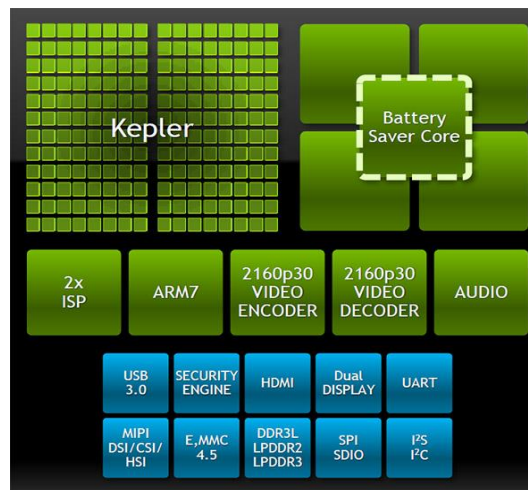 Kepler
Battery
Saver Core
2x
ISP
ARM7
2160p30
VIDEO
ENCODER
2160p30
VIDEO
DECODER
AUDIO
USB
3.0
SECURITY
ENGINE
HDMI
Dual
DISPLAY
UART
MIPI
DSI/CSI/
HSI
E,MMC
4.5
DDR3L
LPDDR2
LPDDR3
SPI
SDIO
I²S
I²C